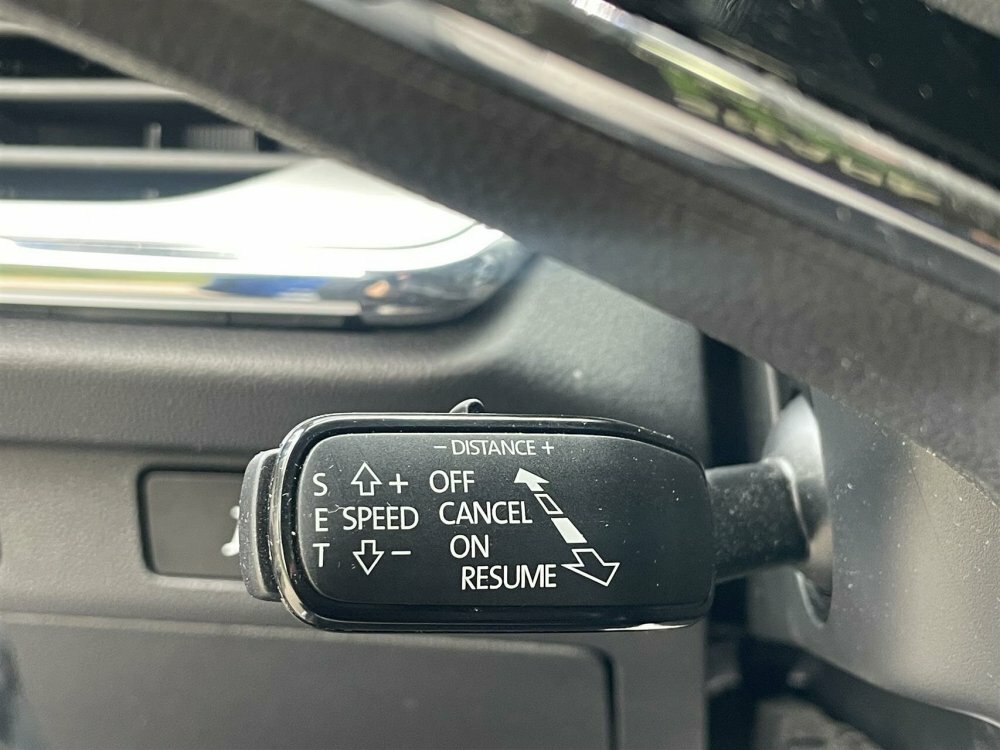 − DISTANCE +
S + OFF
E SPEED CANCEL
T − ON
RESUME